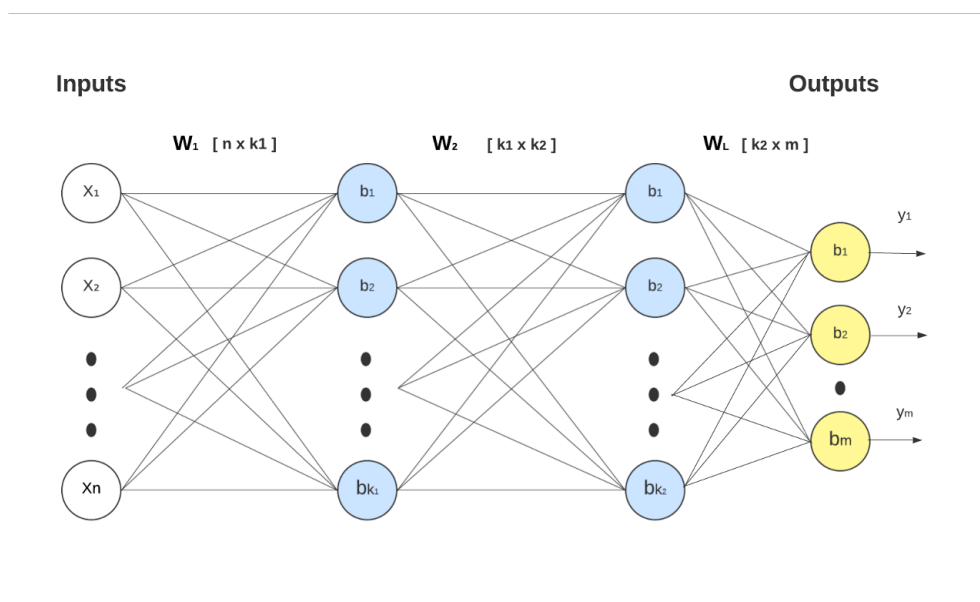 Inputs
Outputs
W₁ [ n x k1 ]
W₂ [ k1 x k2 ]
W_L [ k2 x m ]
X₁
b₁
b₁
y₁
b₁
X₂
b₂
b₂
y₂
b₂
yₘ
bₘ
Xn
bk₁
bk₂